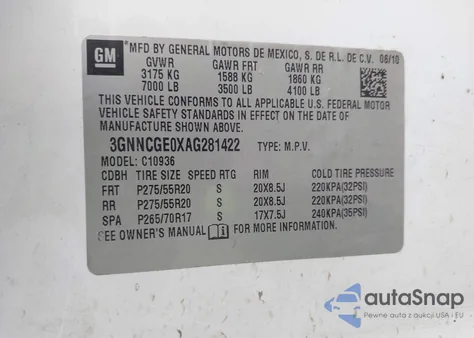 GM
MFD BY GENERAL MOTORS DE MEXICO, S. DE R.L. DE C.V. 06/10
GVWR GAWR FRT GAWR RR
3175 KG 1588 KG 1860 KG
7000 LB 3500 LB 4100 LB
THIS VEHICLE CONFORMS TO ALL APPLICABLE U.S. FEDERAL MOTOR
VEHICLE SAFETY STANDARDS IN EFFECT ON THE DATE OF
MANUFACTURE SHOWN ABOVE.
3GNNCGE0XAG281422 TYPE: M.P.V.
MODEL: C10936
CDBH TIRE SIZE SPEED RTG RIM COLD TIRE PRESSURE
FRT P275/55R20 S 20X8.5J 220KPA(32PSI)
RR P275/55R20 S 20X8.5J 220KPA(32PSI)
SPA P265/70R17 S 17X7.5J 240KPA(35PSI)
SEE OWNER'S MANUAL FOR MORE INFORMATION.
autoSnap
Pewne auta z aukcji USA i EU